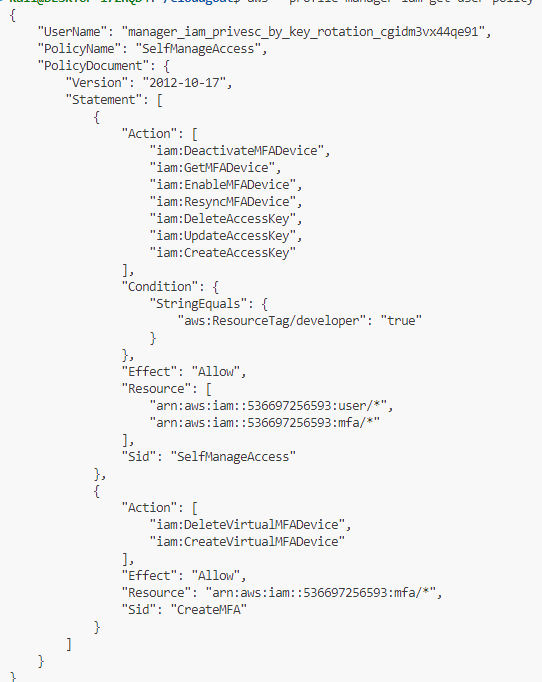 $ aws --profile manager iam get-user-policy
{
    "UserName": "manager_iam_privesc_by_key_rotation_cgidm3vx44qe91",
    "PolicyName": "SelfManageAccess",
    "PolicyDocument": {
        "Version": "2012-10-17",
        "Statement": [
            {
                "Action": [
                    "iam:DeactivateMFADevice",
                    "iam:GetMFADevice",
                    "iam:EnableMFADevice",
                    "iam:ResyncMFADevice",
                    "iam:DeleteAccessKey",
                    "iam:UpdateAccessKey",
                    "iam:CreateAccessKey"
                ],
                "Condition": {
                    "StringEquals": {
                        "aws:ResourceTag/developer": "true"
                    }
                },
                "Effect": "Allow",
                "Resource": [
                    "arn:aws:iam::536697256593:user/*",
                    "arn:aws:iam::536697256593:mfa/*"
                ],
                "Sid": "SelfManageAccess"
            },
            {
                "Action": [
                    "iam:DeleteVirtualMFADevice",
                    "iam:CreateVirtualMFADevice"
                ],
                "Effect": "Allow",
                "Resource": "arn:aws:iam::536697256593:mfa/*",
                "Sid": "CreateMFA"
            }
        ]
    }
}